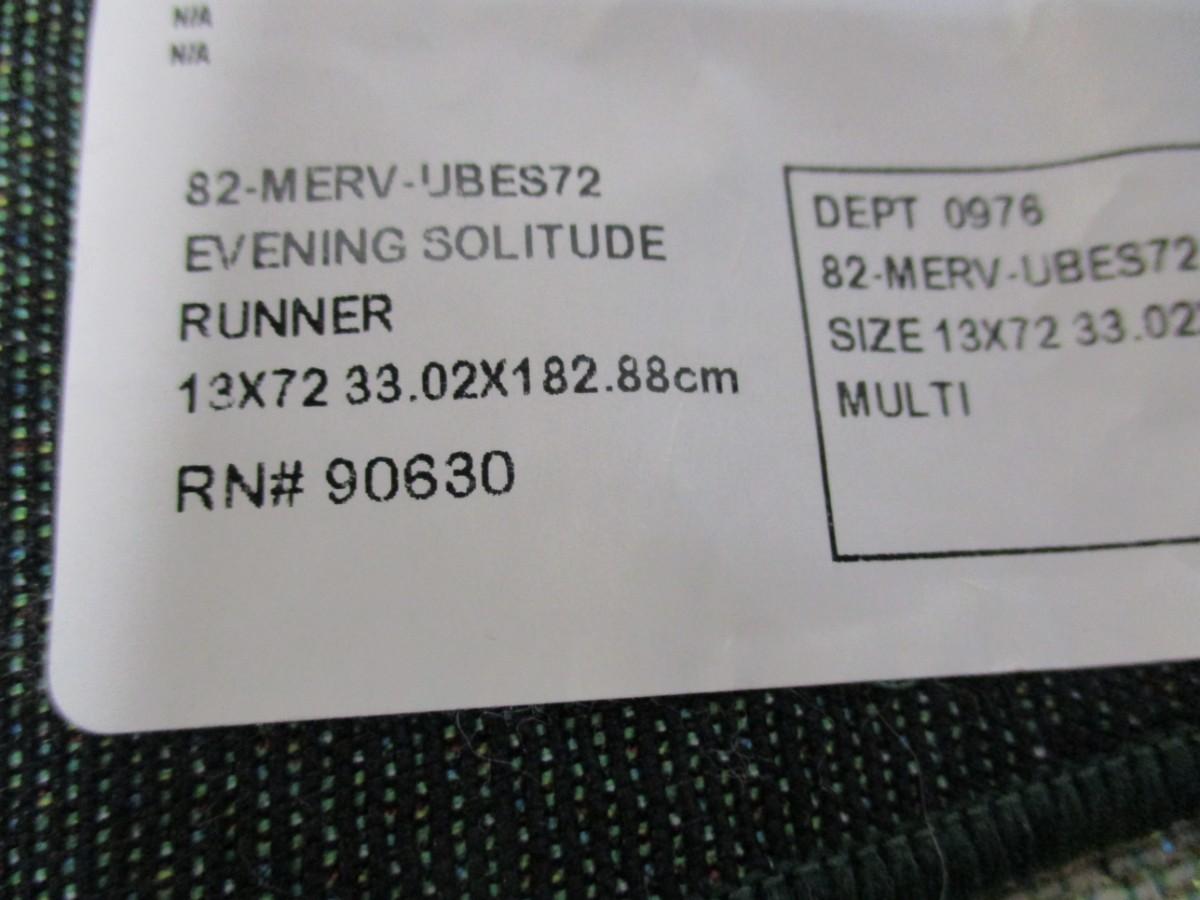 N/A
N/A
82-MERV-UBES72
EVENING SOLITUDE
RUNNER
13X72 33.02X182.88cm
RN# 90630
DEPT 0976
82-MERV-UBES72
SIZE 13X72 33.02
MULTI